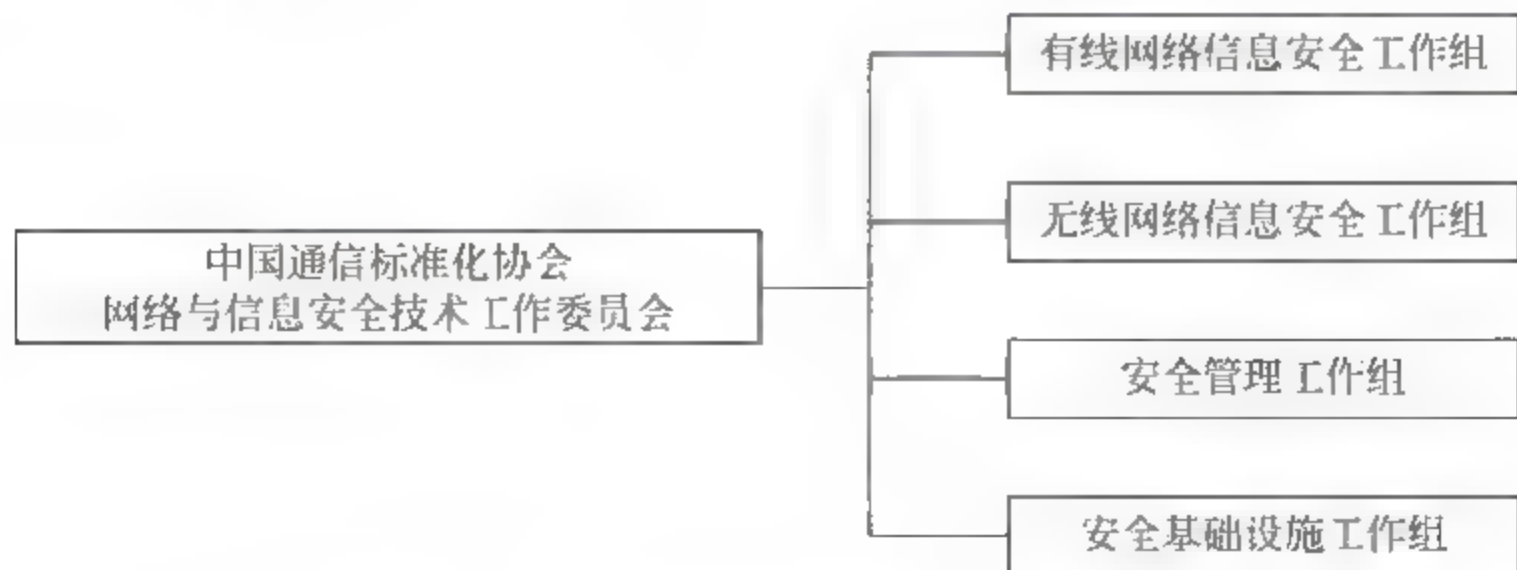 有线网络信息安全工作组
无线网络信息安全工作组
中国通信标准化协会
网络与信息安全技术工作委员会
安全管理工作组
安全基础设施工作组